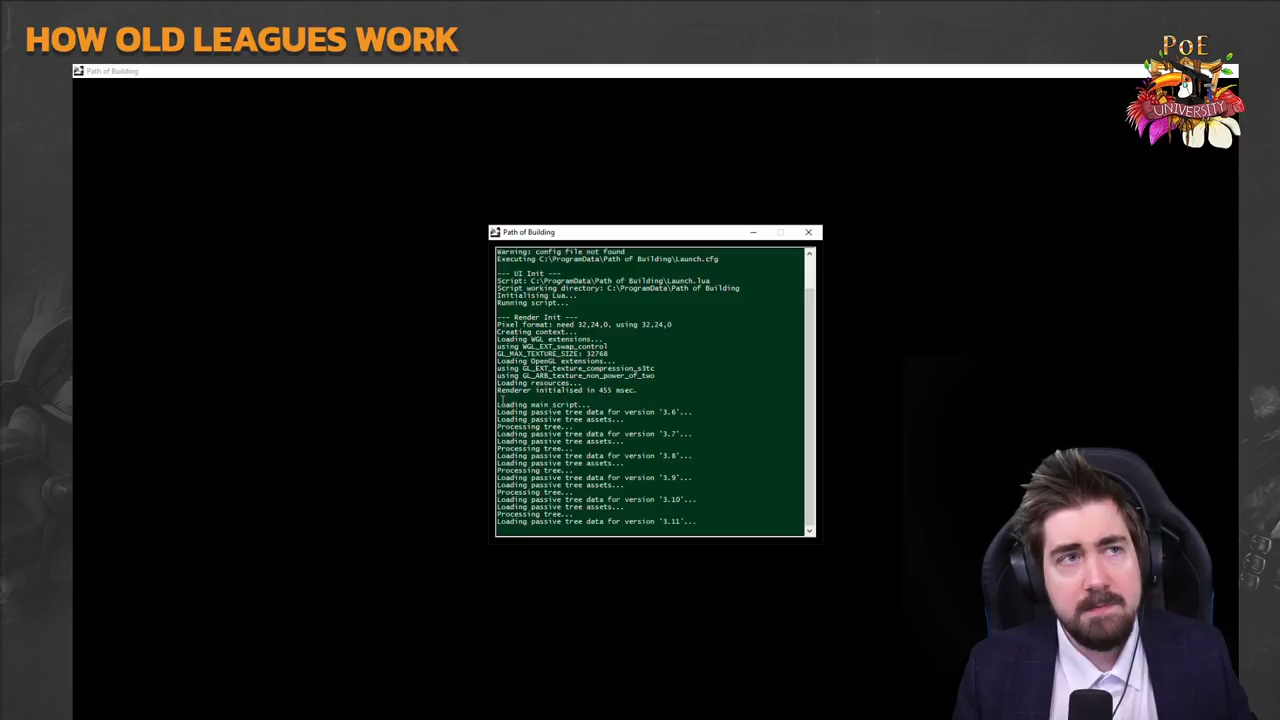 HOW OLD LEAGUES WORK
Path of Building
PoE
UNIVERSITY
Path of Building
Warning: config file not found
Executing C:\ProgramData\Path of Building\Launch.cfg
--- UI Init ---
Script: C:\ProgramData\Path of Building\Launch.lua
Script working directory: C:\ProgramData\Path of Building
Initialising Lua...
Running script...
--- Render Init ---
Pixel format: need 32,24,0, using 32,24,0
Creating context...
Loading WGL extensions...
using WGL_EXT_swap_control
GL_MAX_TEXTURE_SIZE: 32768
Loading OpenGL extensions...
using GL_EXT_texture_compression_s3tc
using GL_ARB_texture_non_power_of_two
Loading resources...
Renderer initialised in 455 msec.
Loading main script...
Loading passive tree data for version '3.6'...
Loading passive tree assets...
Processing tree...
Loading passive tree data for version '3.7'...
Loading passive tree assets...
Processing tree...
Loading passive tree data for version '3.8'...
Loading passive tree assets...
Processing tree...
Loading passive tree data for version '3.9'...
Loading passive tree assets...
Processing tree...
Loading passive tree data for version '3.10'...
Loading passive tree assets...
Processing tree...
Loading passive tree data for version '3.11'...